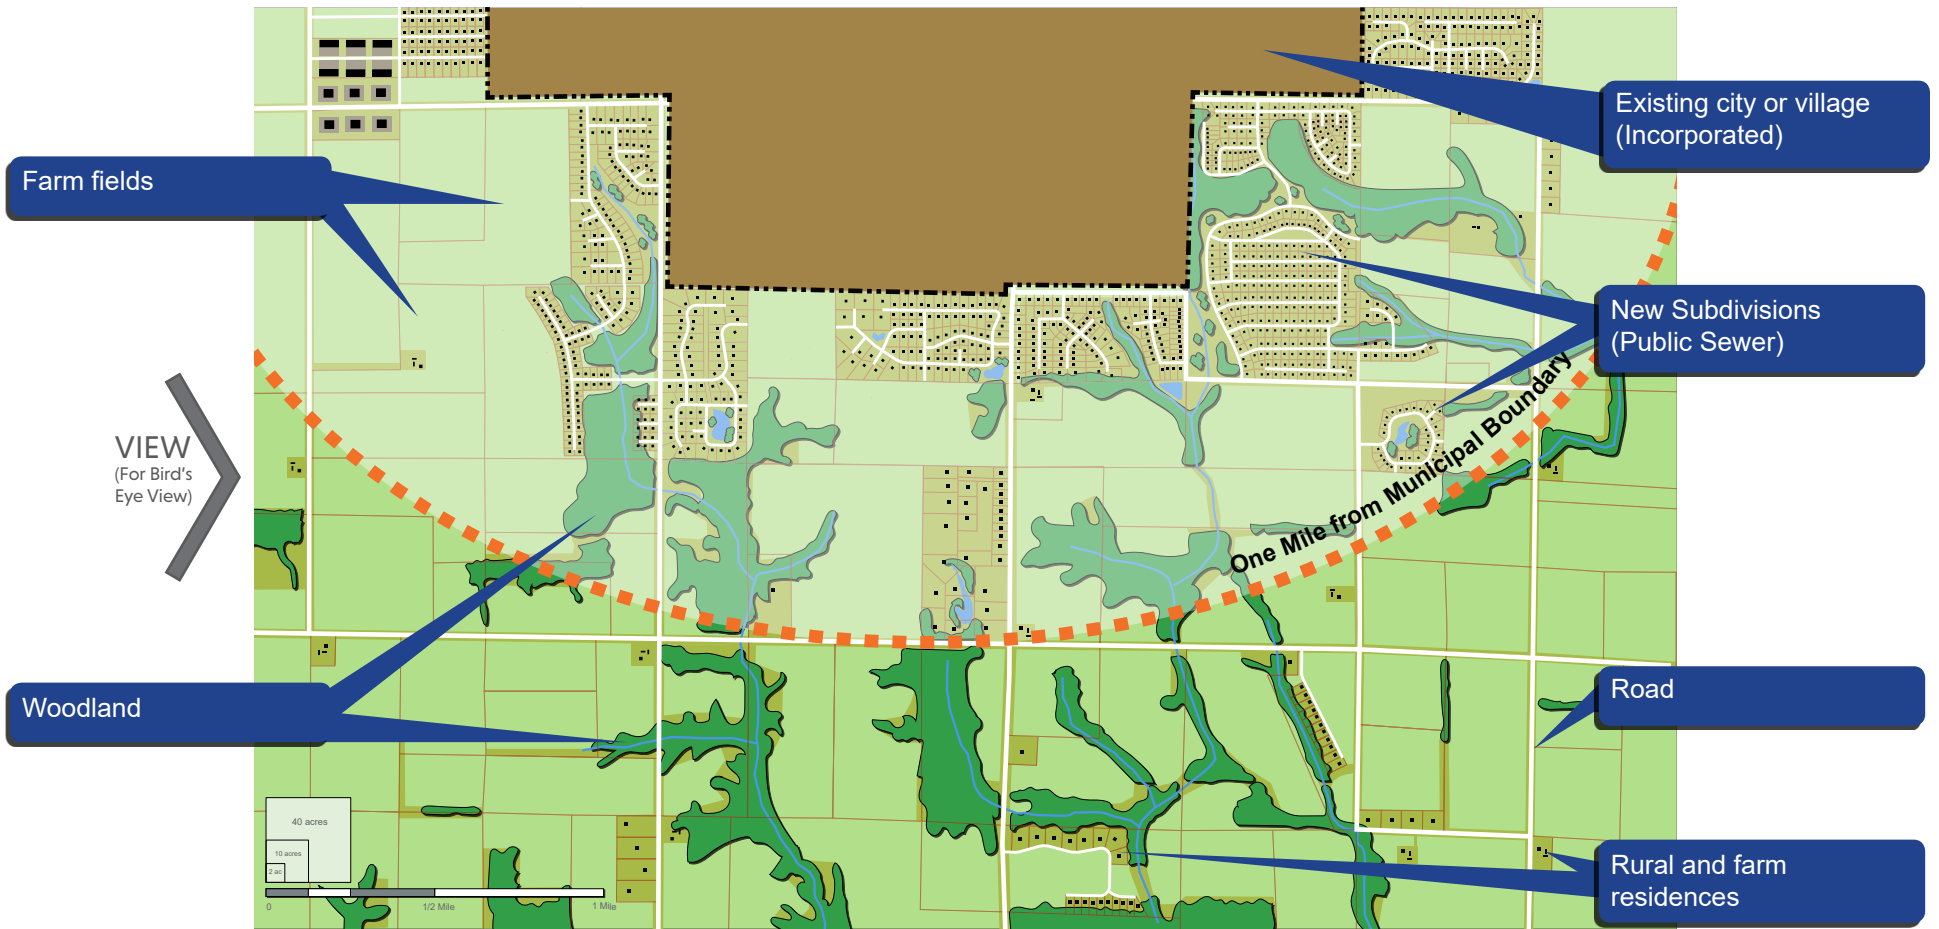 Existing city or village
(Incorporated)
Farm fields
New Subdivisions
(Public Sewer)
One Mile from Municipal Boundary
VIEW
(For Bird's
Eye View)
Woodland
Road
40 acres
10 acres
2 ac
0
1/2 Mile
1 Mile
Rural and farm
residences